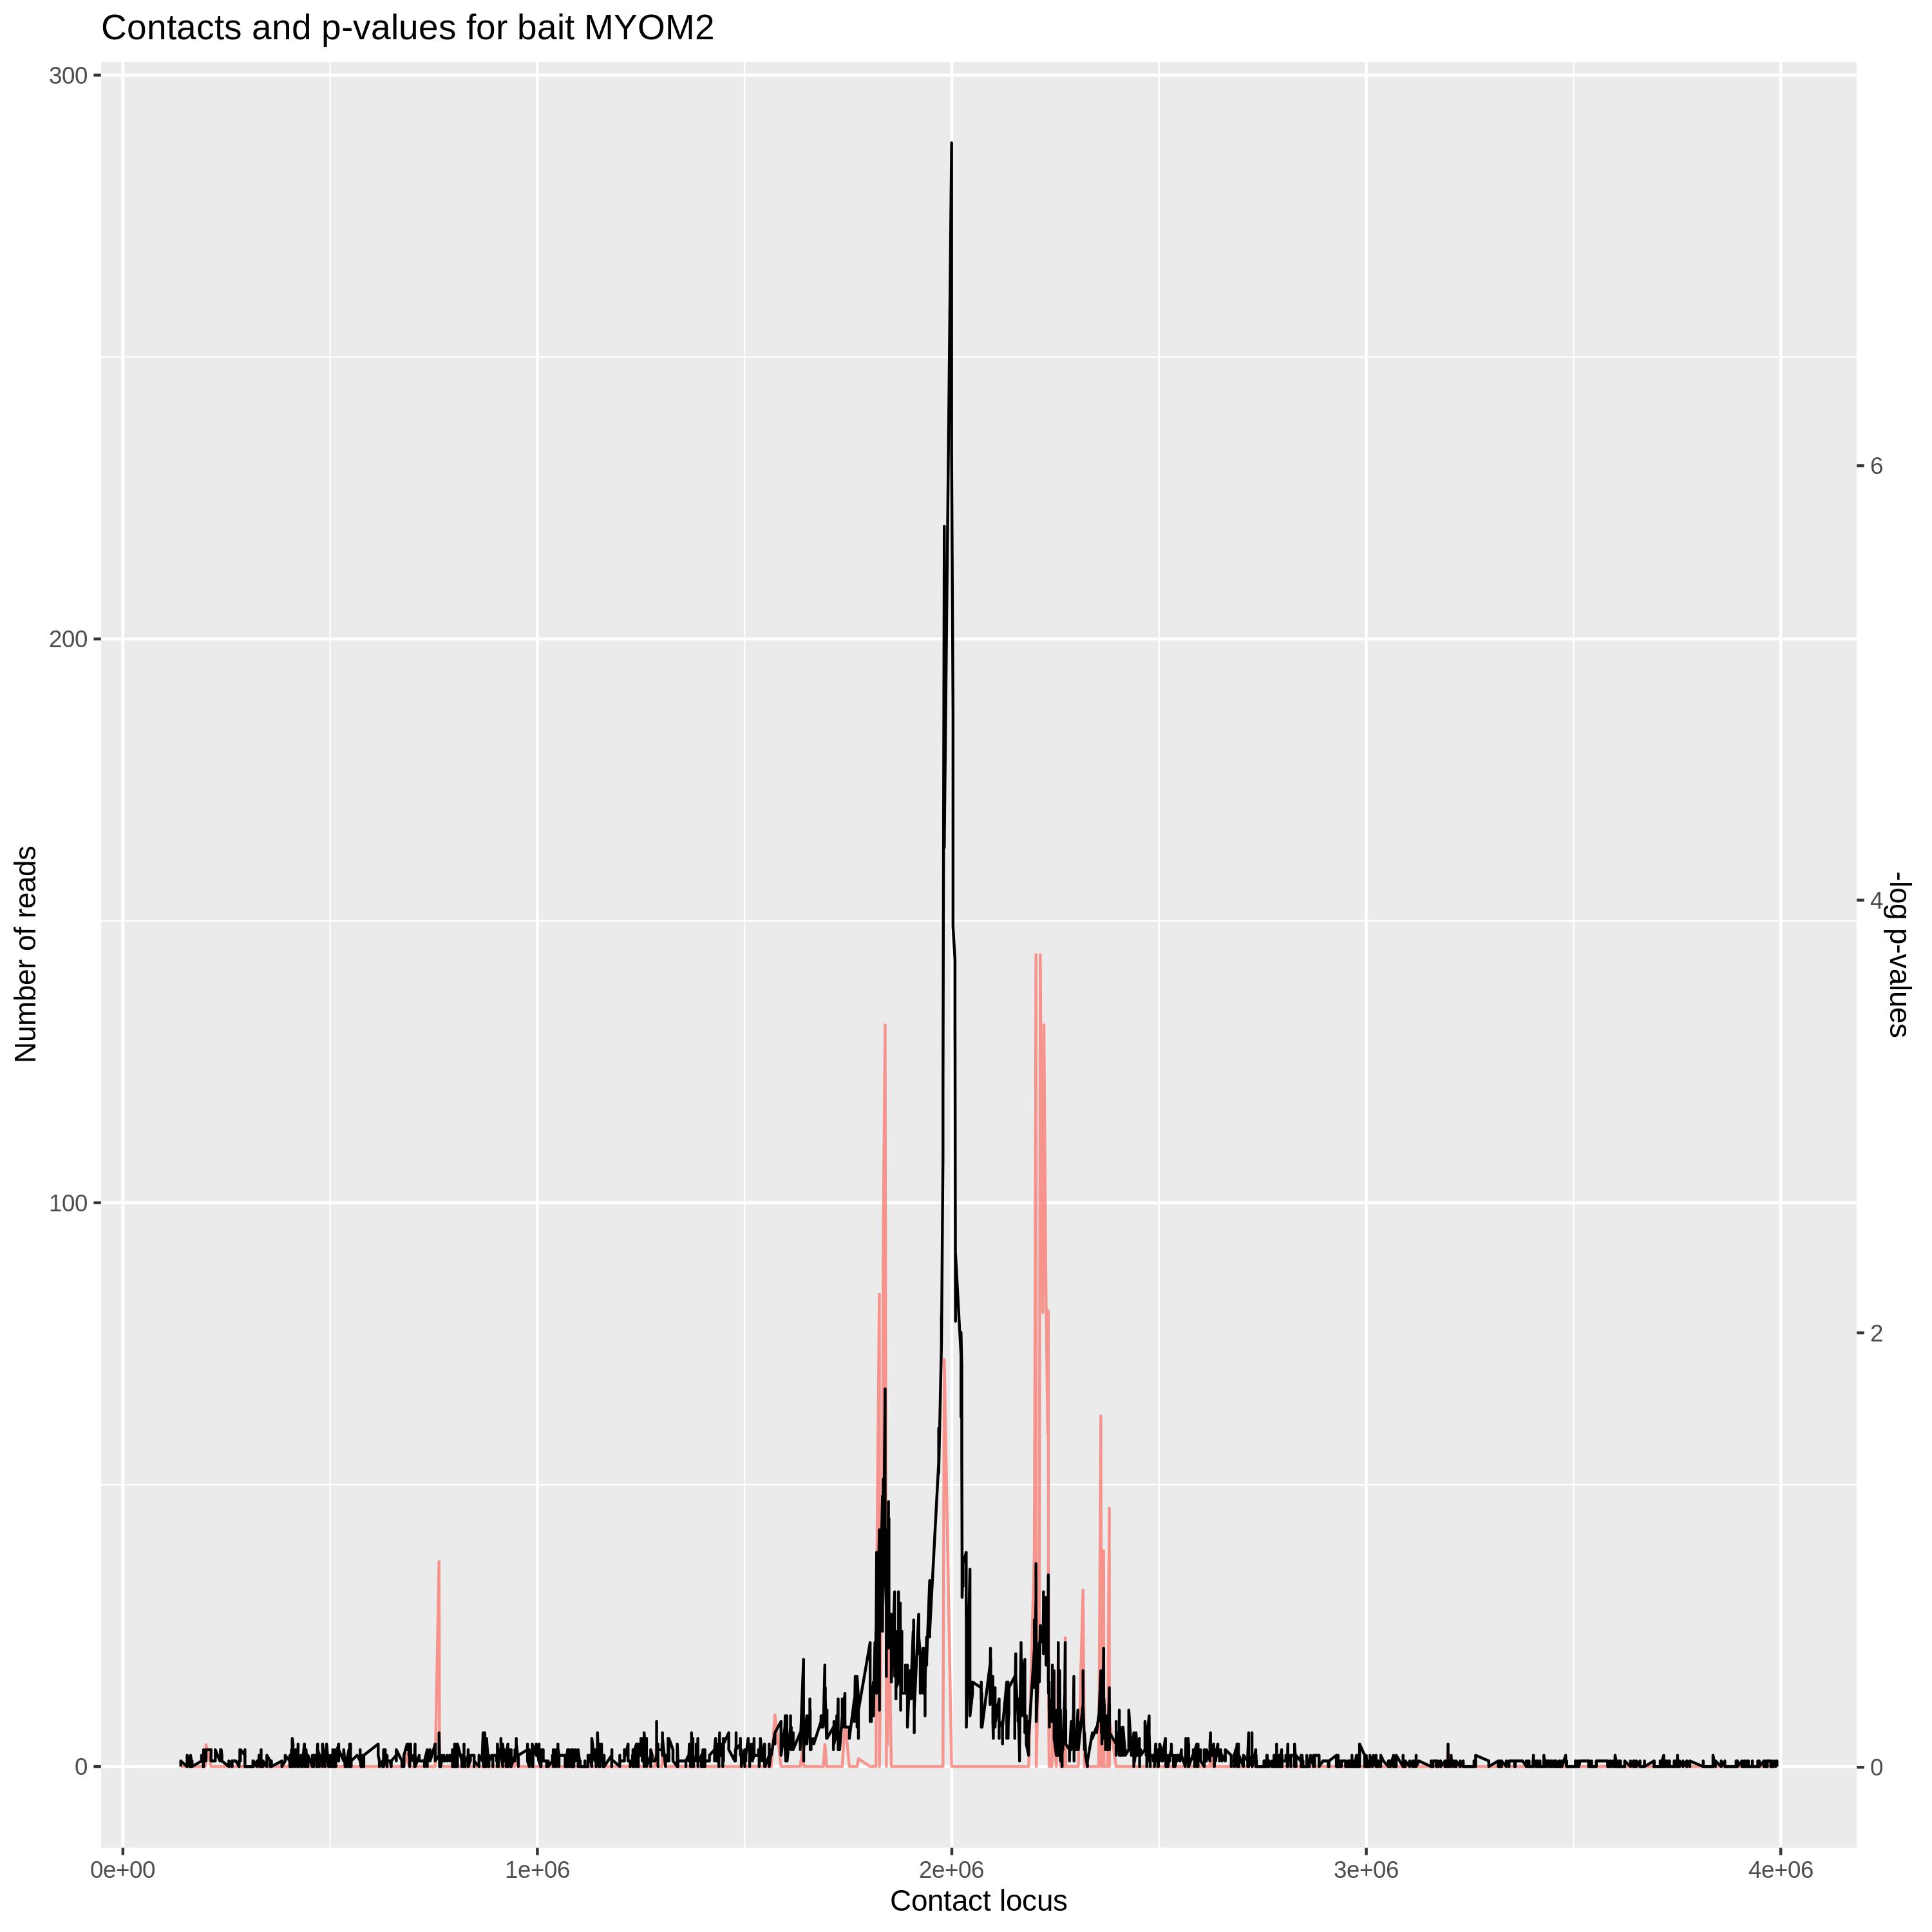 Contacts and p-values for bait MYOM2
300
200
100
0
Number of reads
6
4
2
0
-log p-values
0e+00
1e+06
2e+06
3e+06
4e+06
Contact locus